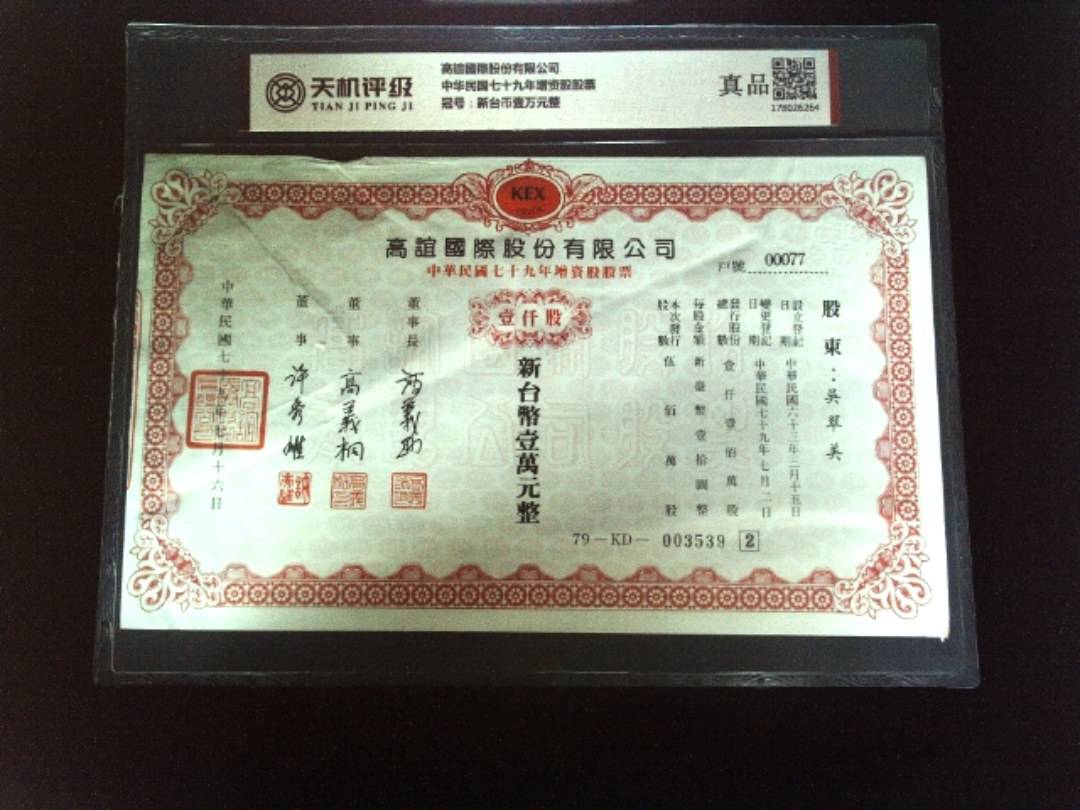 天机评级
TIAN JI PING JI
高誼國際股份有限公司
中华民国七十九年增资股股票
冠号：新台币壹万元整
真品
178026264
KEX
高誼國際股份有限公司
中華民國七十九年增資股股票
戶號 00077
壹仟股
股東：吳翠英
設立登記日期 中華民國六十三年二月十五日
變更登記日期 中華民國七十九年七月二日
發行股份總數 壹仟壹佰萬股
每股金額 新臺幣壹拾圓整
本次發行股數 伍佰萬股
新台幣壹萬元整
董事長
董事 高義桐
董事 許秀雄
中華民國七十九年七月十六日
79－KD－ 003539 2